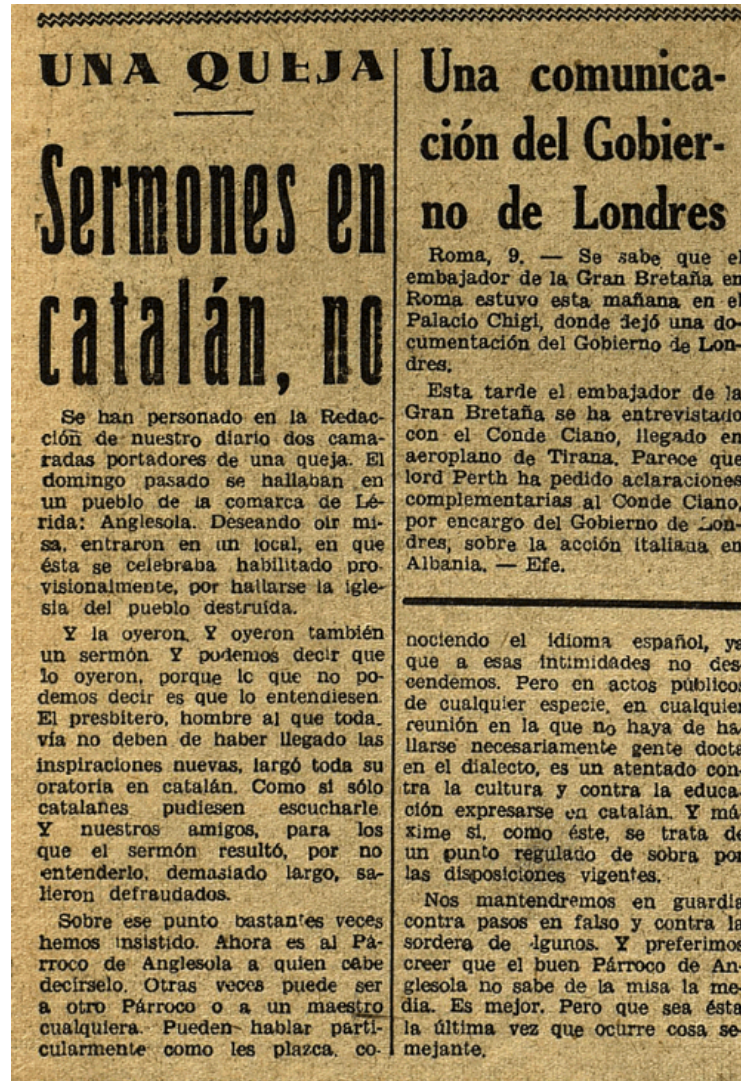 UNA QUEJA
Sermones en
catalán, no
Se han personado en la Redac-
ción de nuestro diario dos cama-
radas portadores de una queja. El
domingo pasado se hallaban en
un pueblo de la comarca de Lé-
rida: Anglesola. Deseando oir mi-
sa, entraron en un local, en que
ésta se celebraba habilitado pro-
visionalmente, por hallarse la igle-
sia del pueblo destruída.
Y la oyeron. Y oyeron también
un sermón. Y podemos decir que
lo oyeron, porque lo que no po-
demos decir es que lo entendiesen.
El presbítero, hombre al que toda-
vía no deben de haber llegado las
inspiraciones nuevas, largó toda su
oratoria en catalán. Como si sólo
catalanes pudiesen escucharle.
Y nuestros amigos, para los
que el sermón resultó, por no
entenderlo, demasiado largo, sa-
lieron defraudados.
Sobre ese punto bastantes veces
hemos insistido. Ahora es al Pá-
rroco de Anglesola a quien cabe
decírselo. Otras veces puede ser
a otro Párroco o a un maestro
cualquiera. Pueden hablar parti-
cularmente como les plazca, co-
nociendo el idioma español, ya
que a esas intimidades no des-
cendemos. Pero en actos públicos
de cualquier especie, en cualquier
reunión en la que no haya de ha-
llarse necesariamente gente docta
en el dialecto, es un atentado con-
tra la cultura y contra la educa-
ción expresarse en catalán. Y má-
xime si, como éste, se trata de
un punto regulado de sobra por
las disposiciones vigentes.
Nos mantendremos en guardia
contra pasos en falso y contra la
sordera de lgunos. Y preferimos
creer que el buen Párroco de An-
glesola no sabe de la misa la me-
dia. Es mejor. Pero que sea ésta
la última vez que ocurre cosa se-
mejante.
Una comunica-
ción del Gobier-
no de Londres
Roma, 9. — Se sabe que el
embajador de la Gran Bretaña en
Roma estuvo esta mañana en el
Palacio Chigi, donde dejó una do-
cumentación del Gobierno de Lon-
dres.
Esta tarde el embajador de la
Gran Bretaña se ha entrevistado
con el Conde Ciano, llegado en
aeroplano de Tirana. Parece que
lord Perth ha pedido aclaraciones
complementarias al Conde Ciano,
por encargo del Gobierno de Lon-
dres, sobre la acción italiana en
Albania. — Efe.